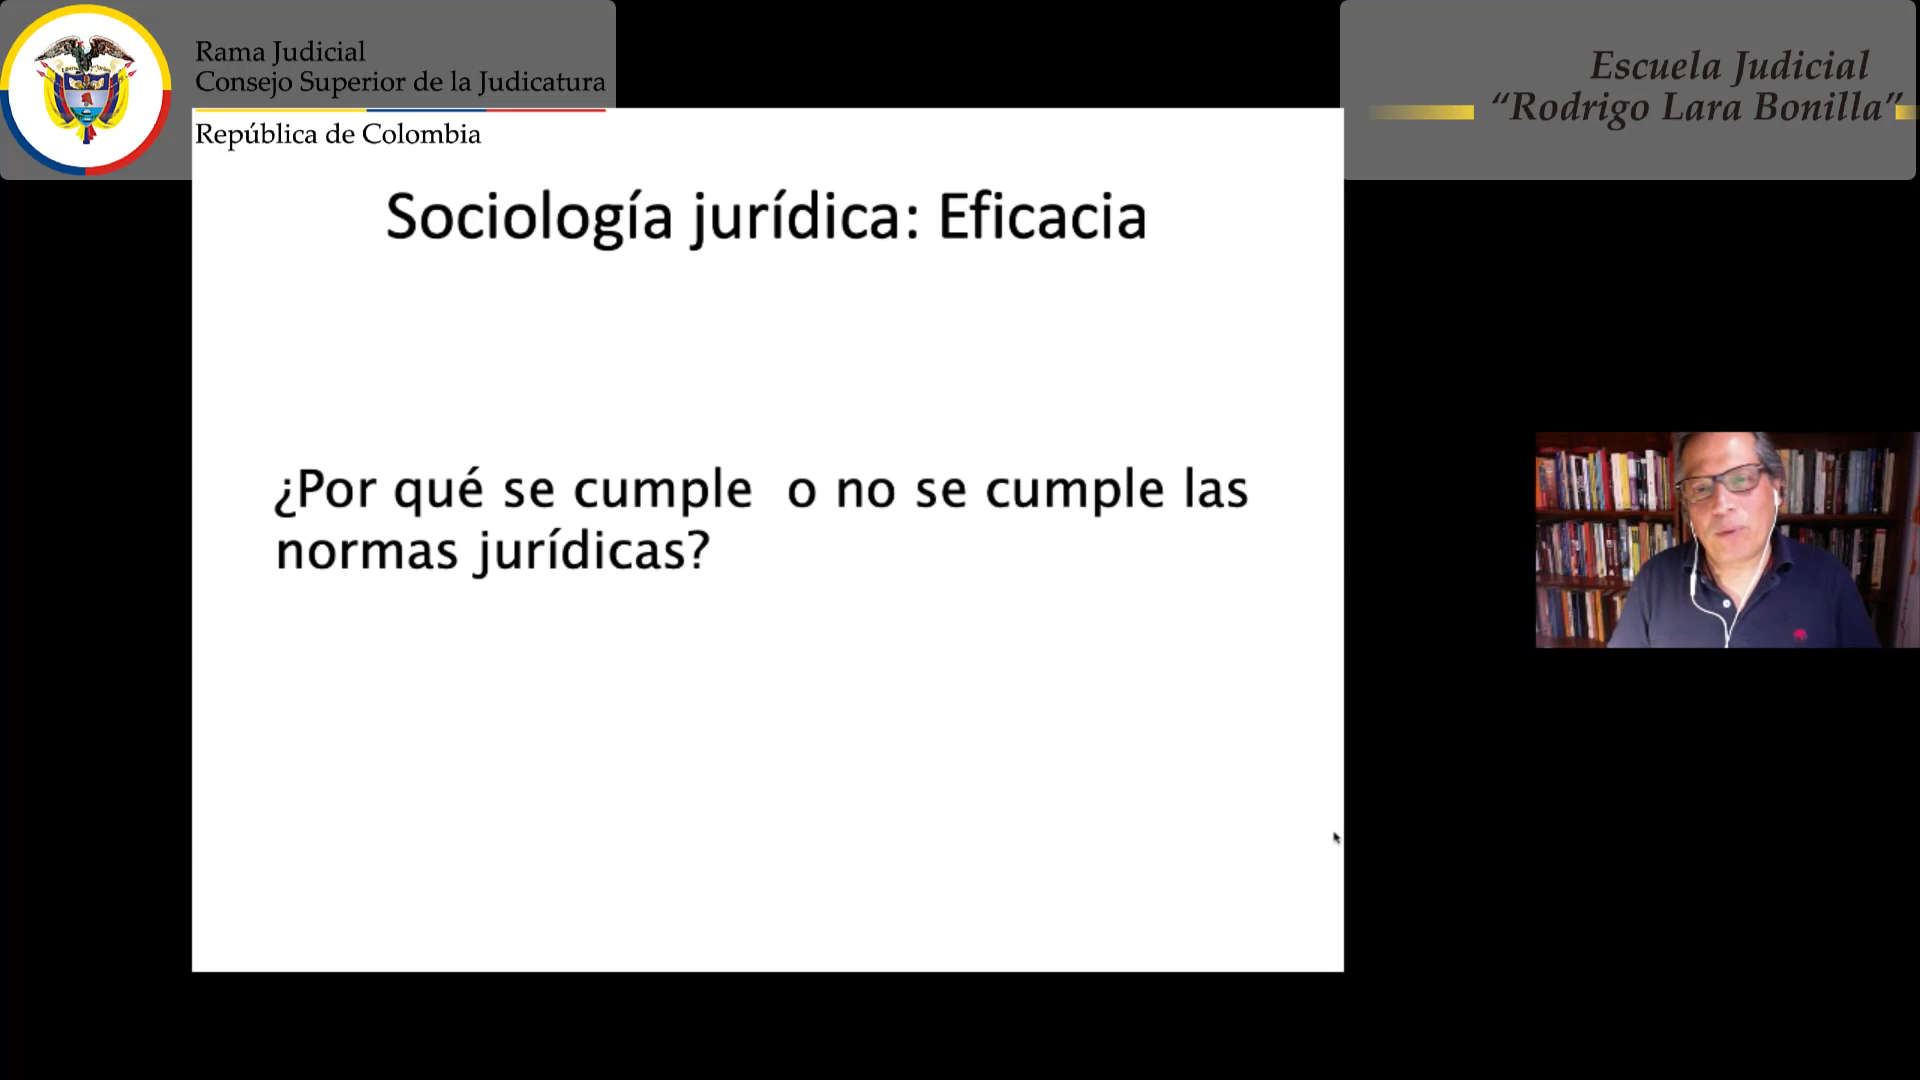 Rama Judicial
Consejo Superior de la Judicatura
República de Colombia
Escuela Judicial
“Rodrigo Lara Bonilla”
Sociología jurídica: Eficacia
¿Por qué se cumple o no se cumple las
normas jurídicas?